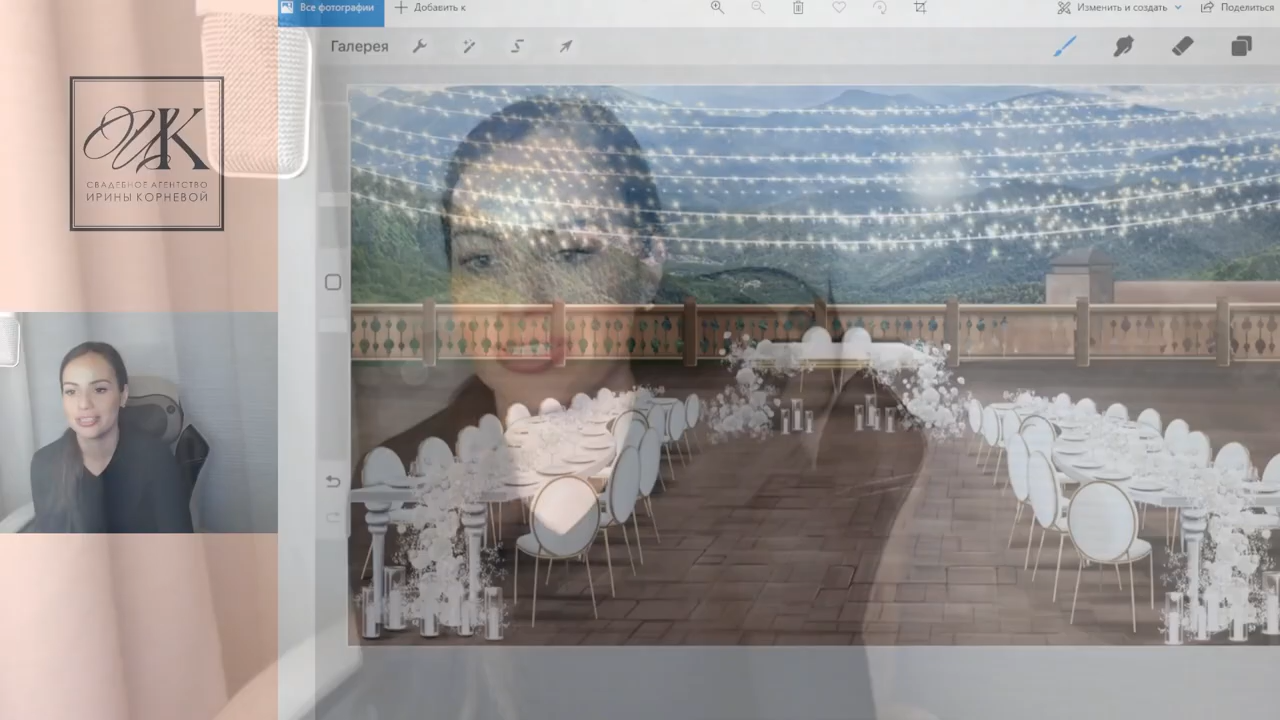 Все фотографии
Добавить к
Изменить и создать
Поделиться
Галерея
ИК
СВАДЕБНОЕ АГЕНТСТВО
ИРИНЫ КОРНЕВОЙ